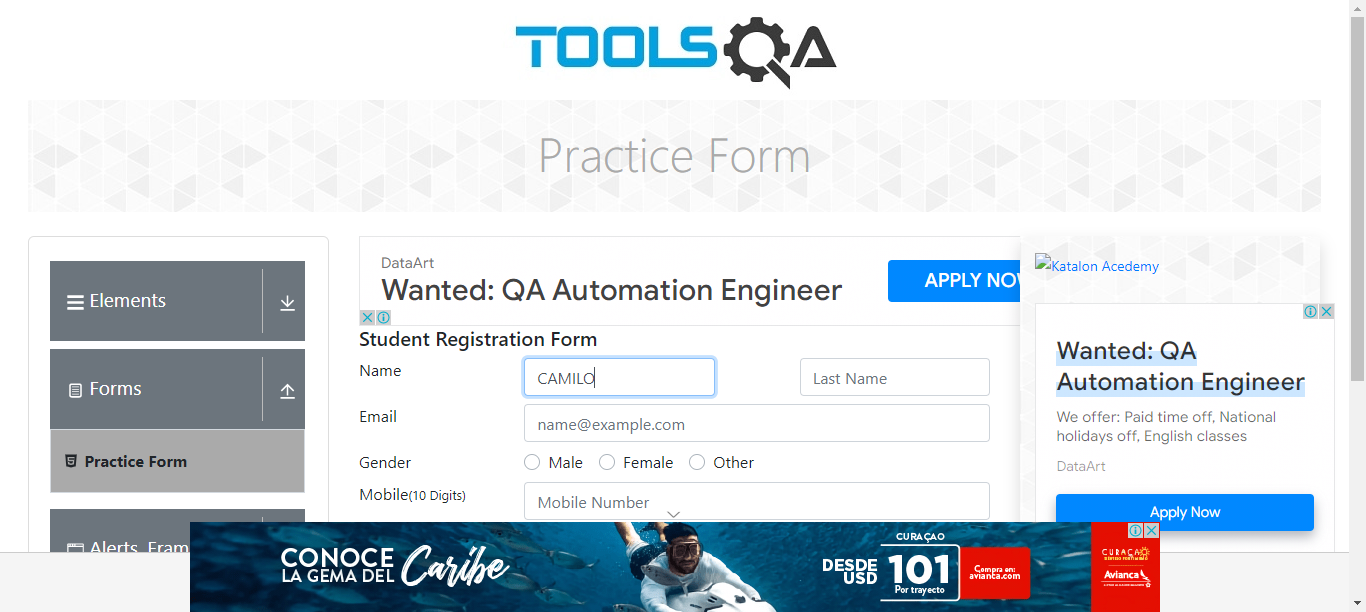 TOOLSQA
Practice Form
Elements
Forms
Practice Form
DataArt
Wanted: QA Automation Engineer
APPLY NOW
Student Registration Form
Name
CAMILO
Last Name
Email
name@example.com
Gender
Male
Female
Other
Mobile(10 Digits)
Mobile Number
Katalon Acedemy
Wanted: QA
Automation Engineer
We offer: Paid time off, National
holidays off, English classes
DataArt
Apply Now
Alerts, Fram
CONOCE
LA GEMA DEL
Caribe
CURAÇAO
DESDE
USD
101
Por trayecto
Compra en:
avianca.com
CURAÇAO
Avianca